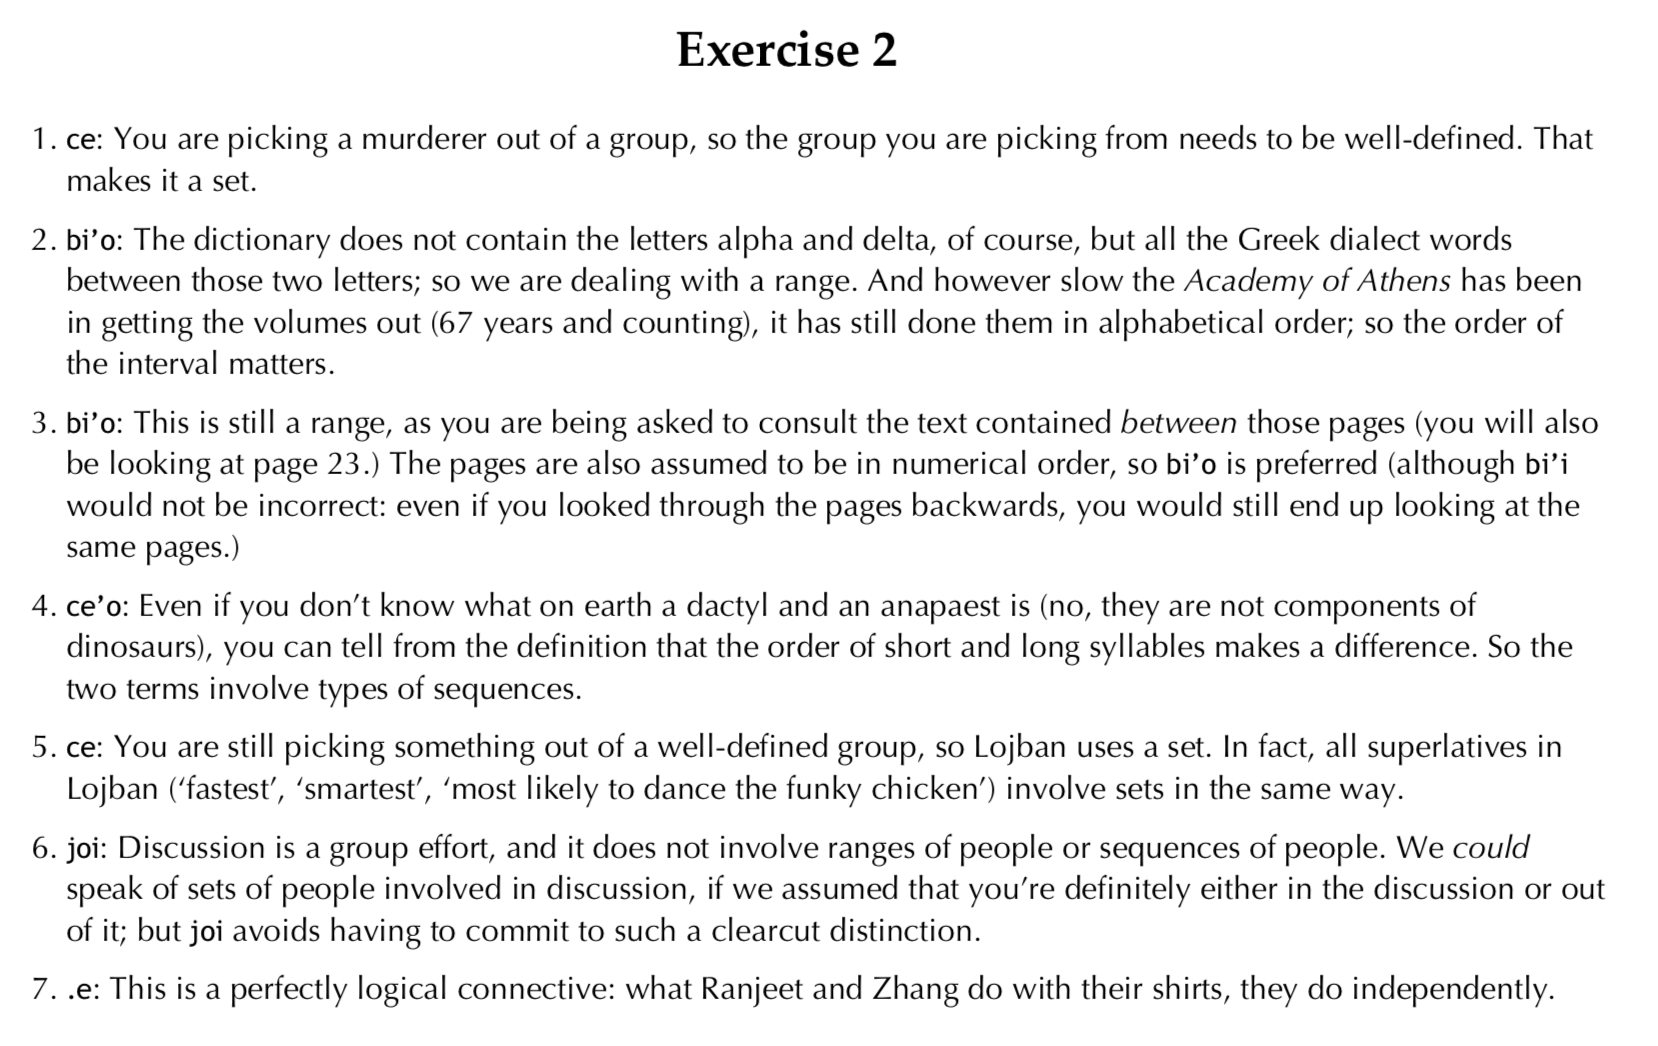 Exercise 2
1. ce: You are picking a murderer out of a group, so the group you are picking from needs to be well-defined. That
makes it a set.
2. bi’o: The dictionary does not contain the letters alpha and delta, of course, but all the Greek dialect words
between those two letters; so we are dealing with a range. And however slow the Academy of Athens has been
in getting the volumes out (67 years and counting), it has still done them in alphabetical order; so the order of
the interval matters.
3. bi’o: This is still a range, as you are being asked to consult the text contained between those pages (you will also
be looking at page 23.) The pages are also assumed to be in numerical order, so bi’o is preferred (although bi’i
would not be incorrect: even if you looked through the pages backwards, you would still end up looking at the
same pages.)
4. ce’o: Even if you don’t know what on earth a dactyl and an anapaest is (no, they are not components of
dinosaurs), you can tell from the definition that the order of short and long syllables makes a difference. So the
two terms involve types of sequences.
5. ce: You are still picking something out of a well-defined group, so Lojban uses a set. In fact, all superlatives in
Lojban (‘fastest’, ‘smartest’, ‘most likely to dance the funky chicken’) involve sets in the same way.
6. joi: Discussion is a group effort, and it does not involve ranges of people or sequences of people. We could
speak of sets of people involved in discussion, if we assumed that you’re definitely either in the discussion or out
of it; but joi avoids having to commit to such a clearcut distinction.
7. .e: This is a perfectly logical connective: what Ranjeet and Zhang do with their shirts, they do independently.